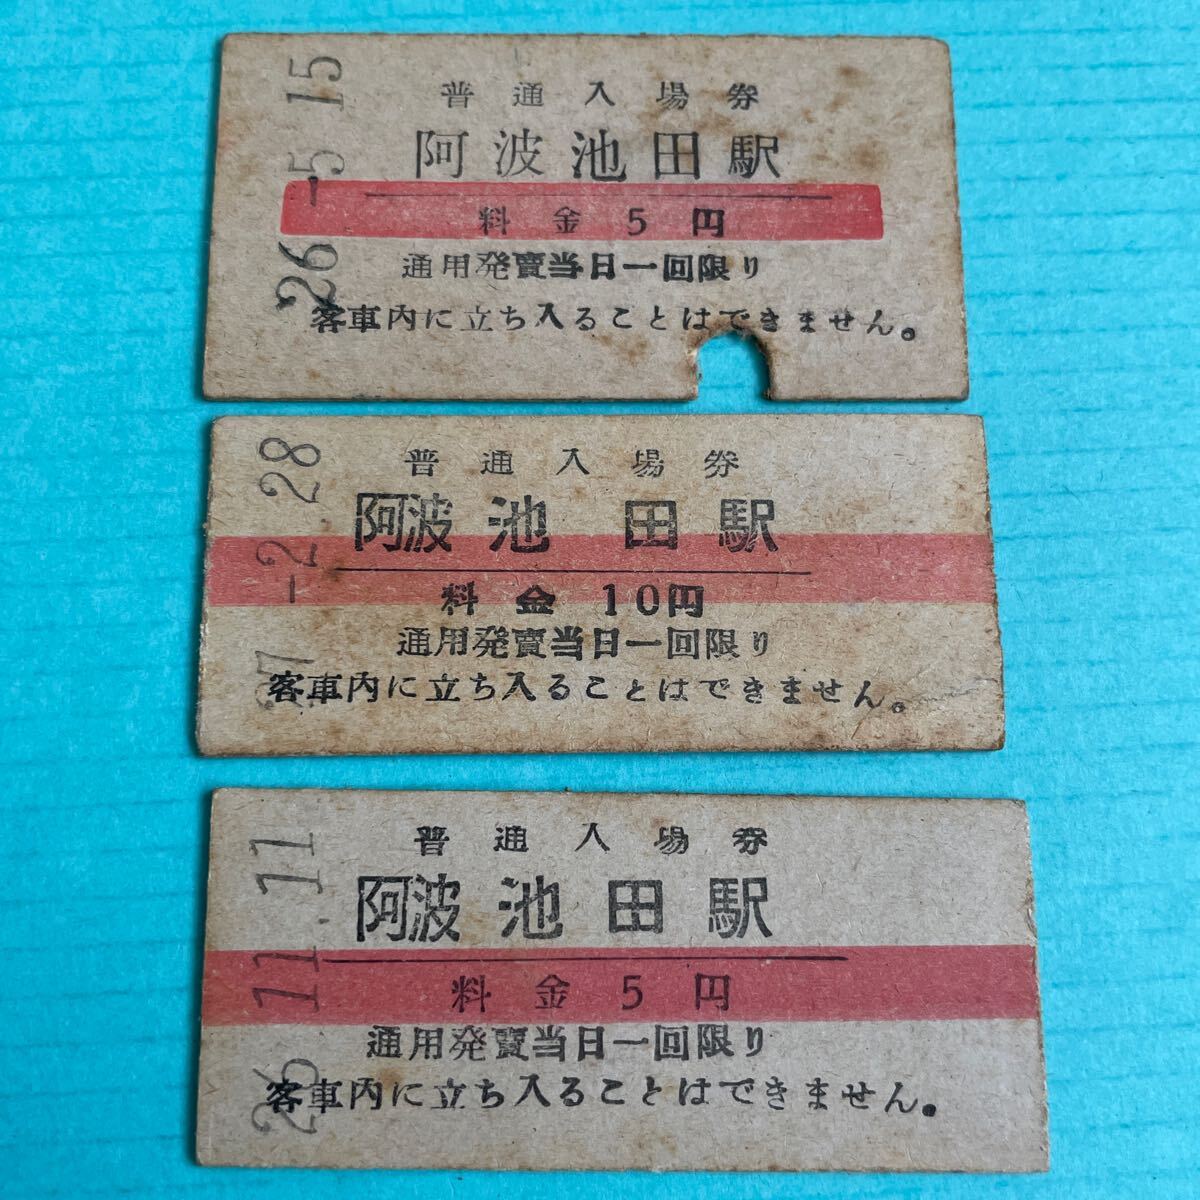 26 -5 15
普通入場券
阿波池田駅
料金5円
通用発賣当日一回限り
客車内に立ち入ることはできません。
27 -2 28
普通入場券
阿波池田駅
料金10円
通用発賣当日一回限り
客車内に立ち入ることはできません。
26 11.11
普通入場券
阿波池田駅
料金5円
通用発賣当日一回限り
客車内に立ち入ることはできません。